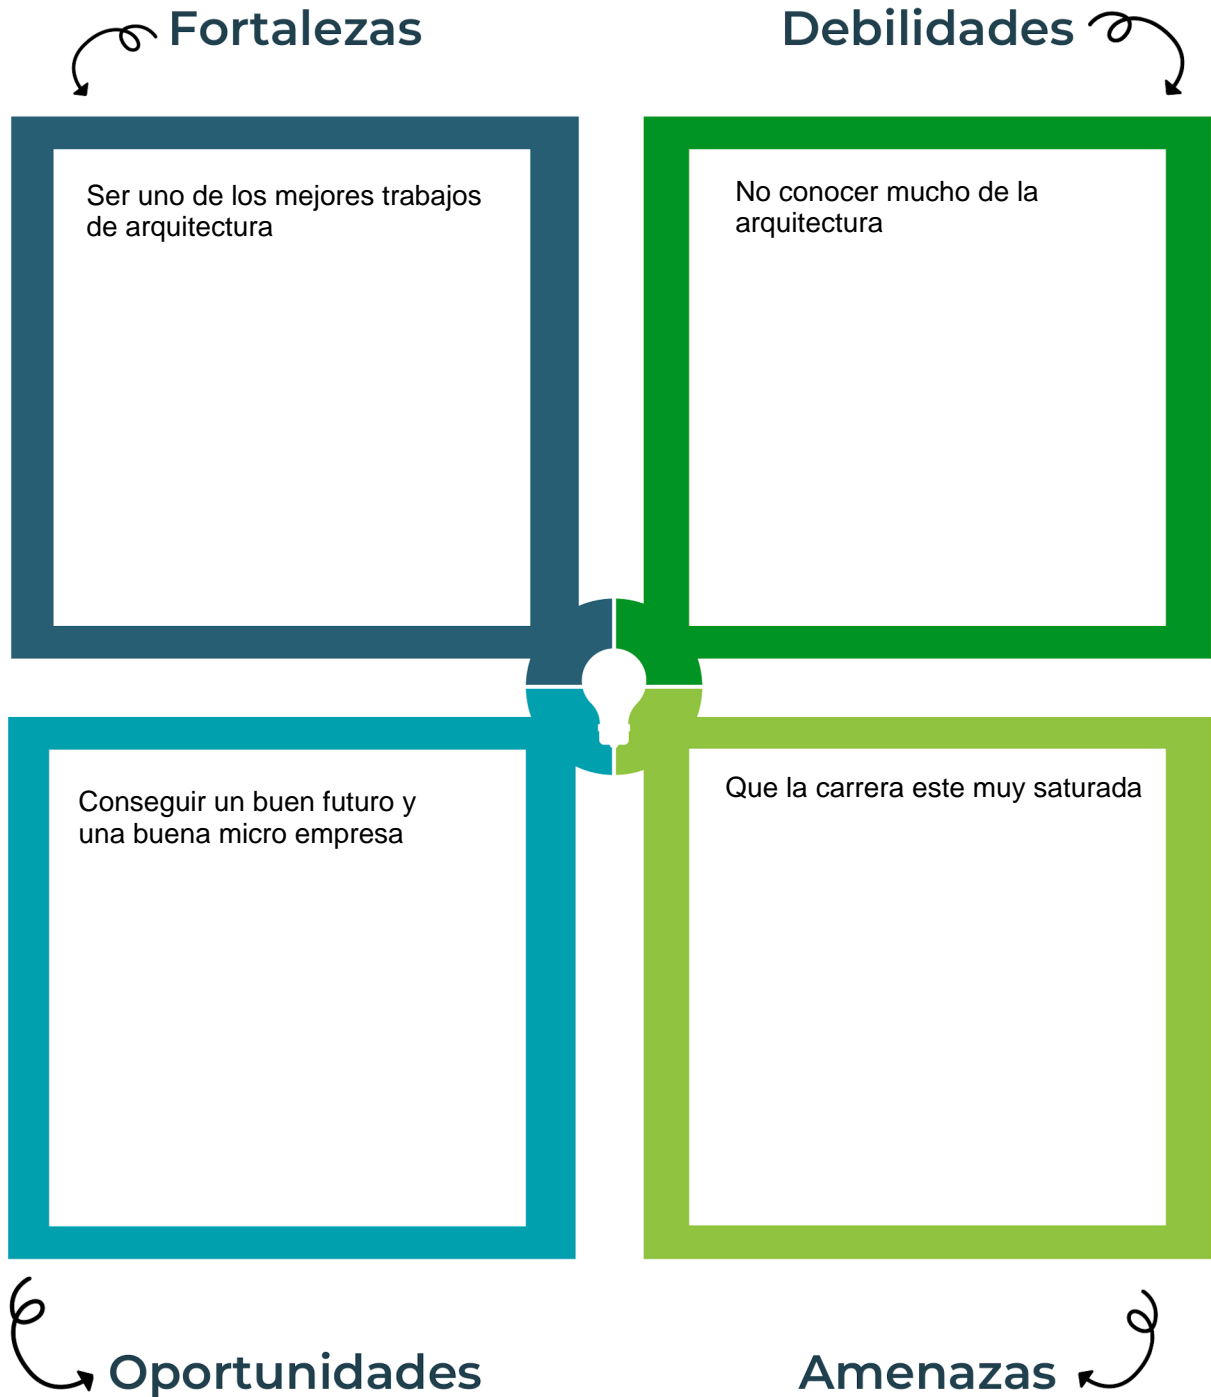 Fortalezas
Debilidades
Ser uno de los mejores trabajos
de arquitectura
No conocer mucho de la
arquitectura
Conseguir un buen futuro y
una buena micro empresa
Que la carrera este muy saturada
Oportunidades
Amenazas